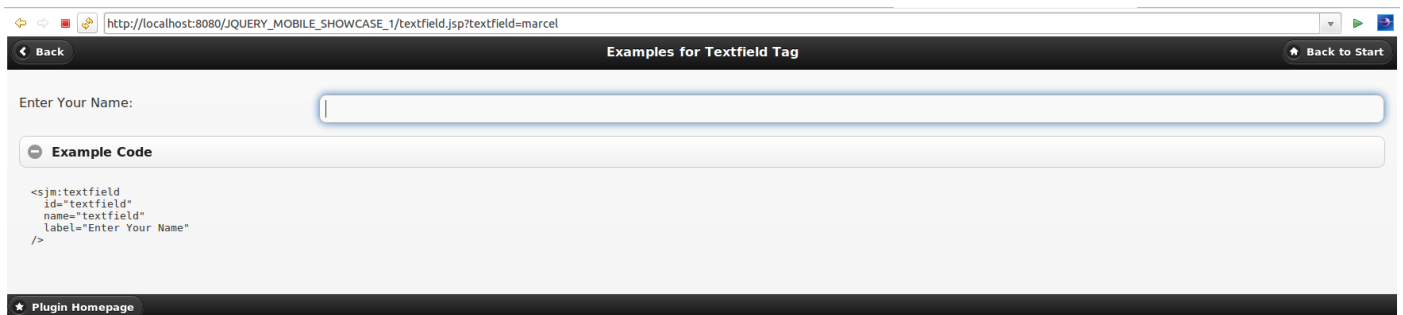 http://localhost:8080/JQUERY_MOBILE_SHOWCASE_1/textfield.jsp?textfield=marcel
Back
Examples for Textfield Tag
Back to Start
Enter Your Name:
Example Code
<sjm:textfield
id="textfield"
name="textfield"
label="Enter Your Name"
/>
Plugin Homepage